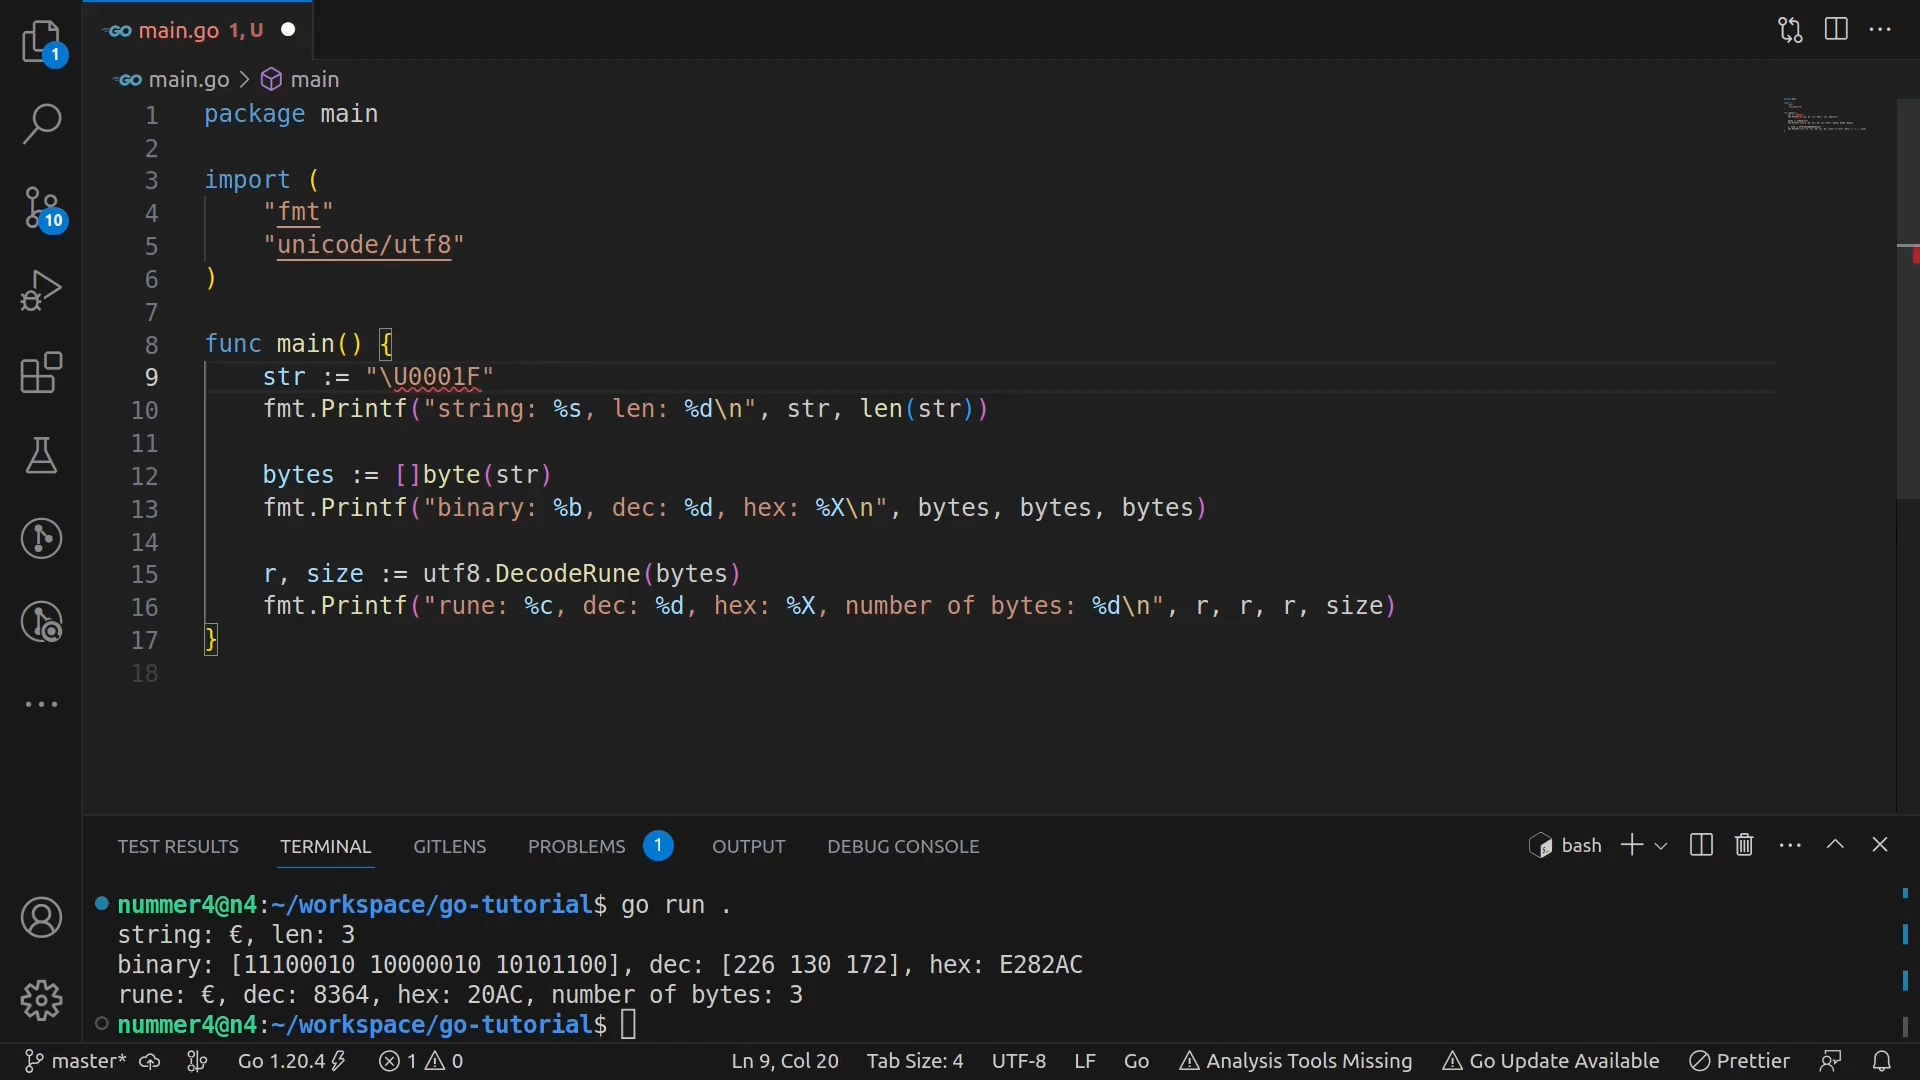 GO main.go 1, U
GO main.go > main
1 package main
2
3 import (
4 "fmt"
5 "unicode/utf8"
6 )
7
8 func main() {
9 str := "\U0001F"
10 fmt.Printf("string: %s, len: %d\n", str, len(str))
11
12 bytes := []byte(str)
13 fmt.Printf("binary: %b, dec: %d, hex: %X\n", bytes, bytes, bytes)
14
15 r, size := utf8.DecodeRune(bytes)
16 fmt.Printf("rune: %c, dec: %d, hex: %X, number of bytes: %d\n", r, r, r, size)
17 }
18
1
10
TEST RESULTS TERMINAL GITLENS PROBLEMS 1 OUTPUT DEBUG CONSOLE bash
nummer4@n4:~/workspace/go-tutorial$ go run .
string: €, len: 3
binary: [11100010 10000010 10101100], dec: [226 130 172], hex: E282AC
rune: €, dec: 8364, hex: 20AC, number of bytes: 3
nummer4@n4:~/workspace/go-tutorial$
master* Go 1.20.4 1 0 Ln 9, Col 20 Tab Size: 4 UTF-8 LF Go Analysis Tools Missing Go Update Available Prettier